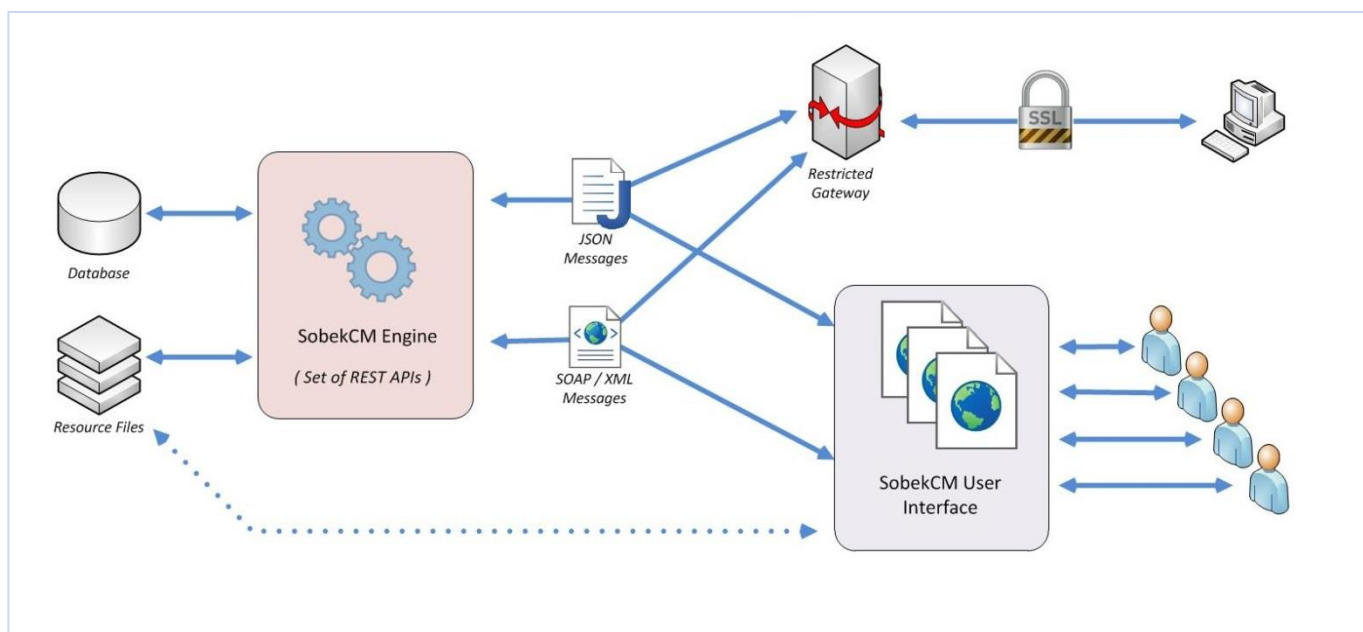 SSL
Restricted
Gateway
Database
SobekCM Engine
( Set of REST APIs )
JSON
Messages
< >
SOAP / XML
Messages
Resource Files
SobekCM User
Interface